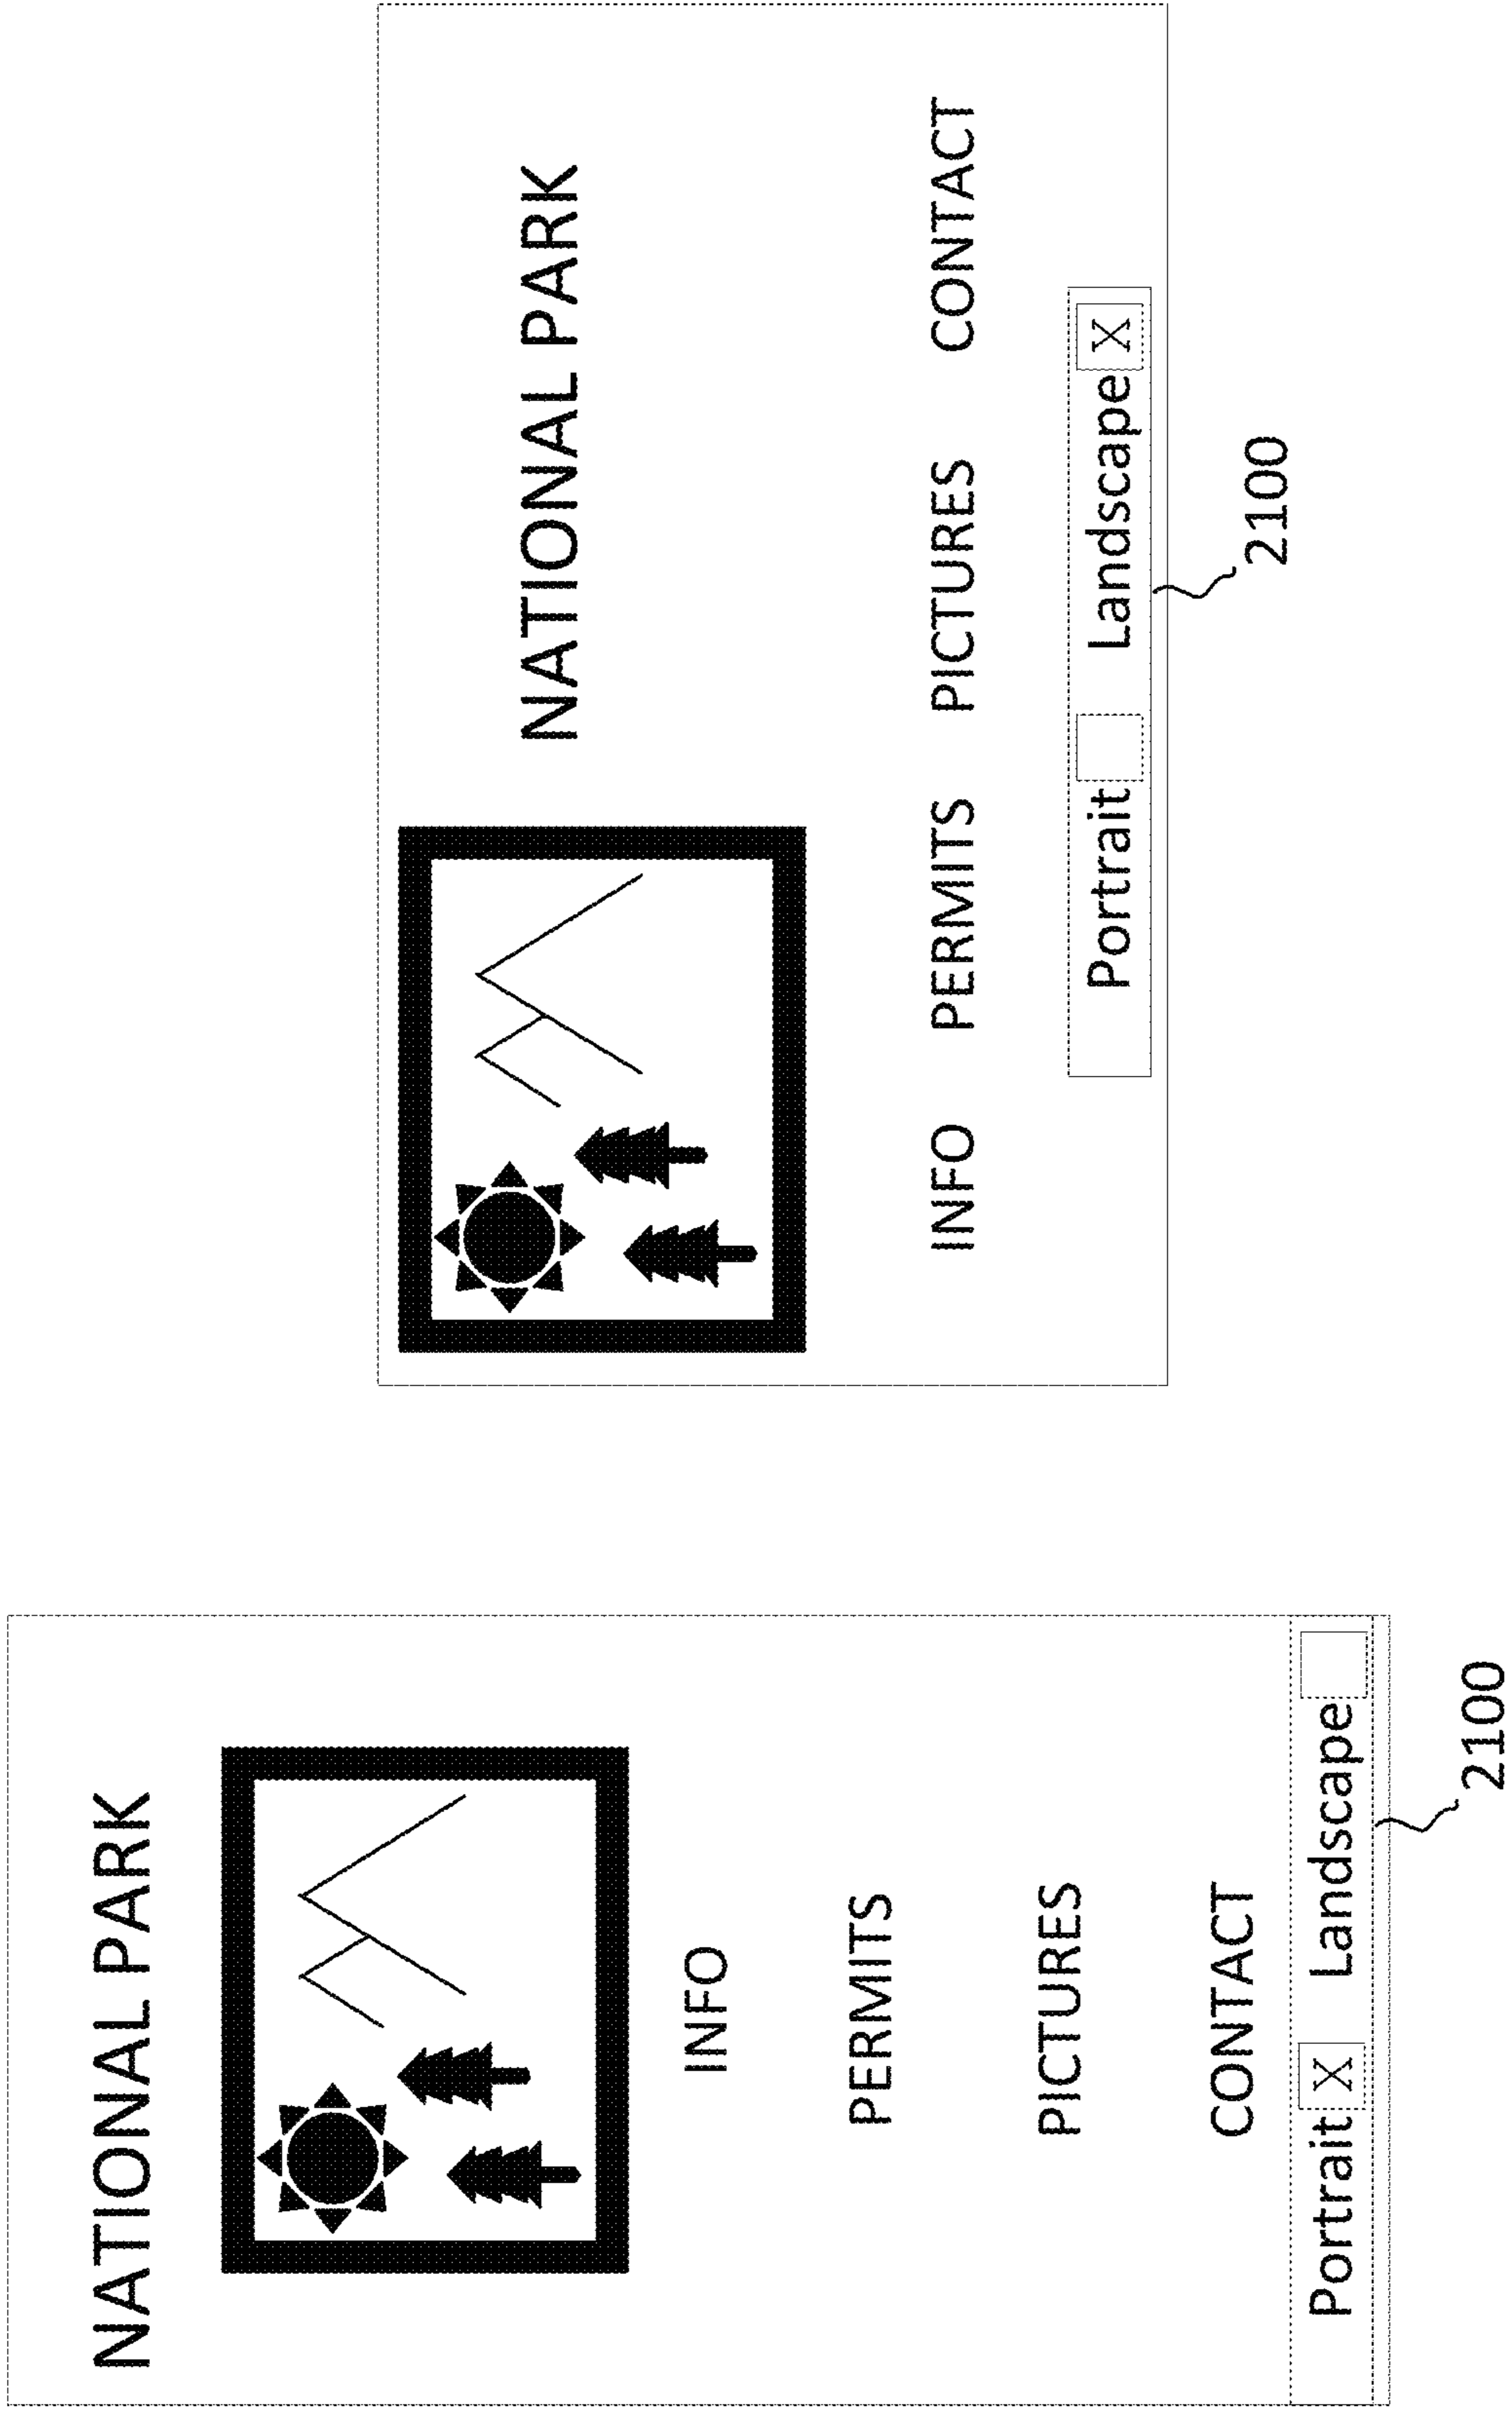 NATIONAL PARK
INFO
PERMITS
PICTURES
CONTACT
Portrait X Landscape
2100
NATIONAL PARK
INFO PERMITS PICTURES CONTACT
Portrait Landscape X
2100